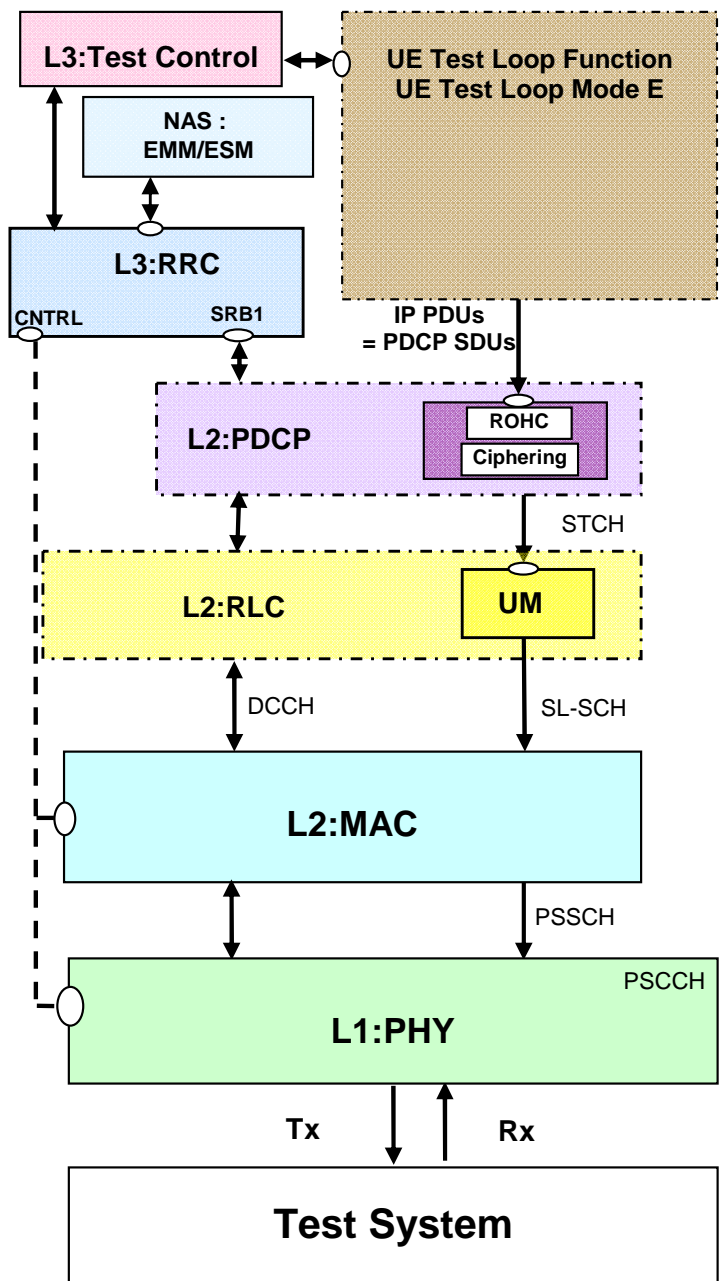 L3:Test Control
UE Test Loop Function
UE Test Loop Mode E
NAS :
EMM/ESM
L3:RRC
CNTRL
SRB1
IP PDUs
= PDCP SDUs
L2:PDCP
ROHC
Ciphering
STCH
L2:RLC
UM
DCCH
SL-SCH
L2:MAC
PSSCH
PSCCH
L1:PHY
Tx
Rx
Test System